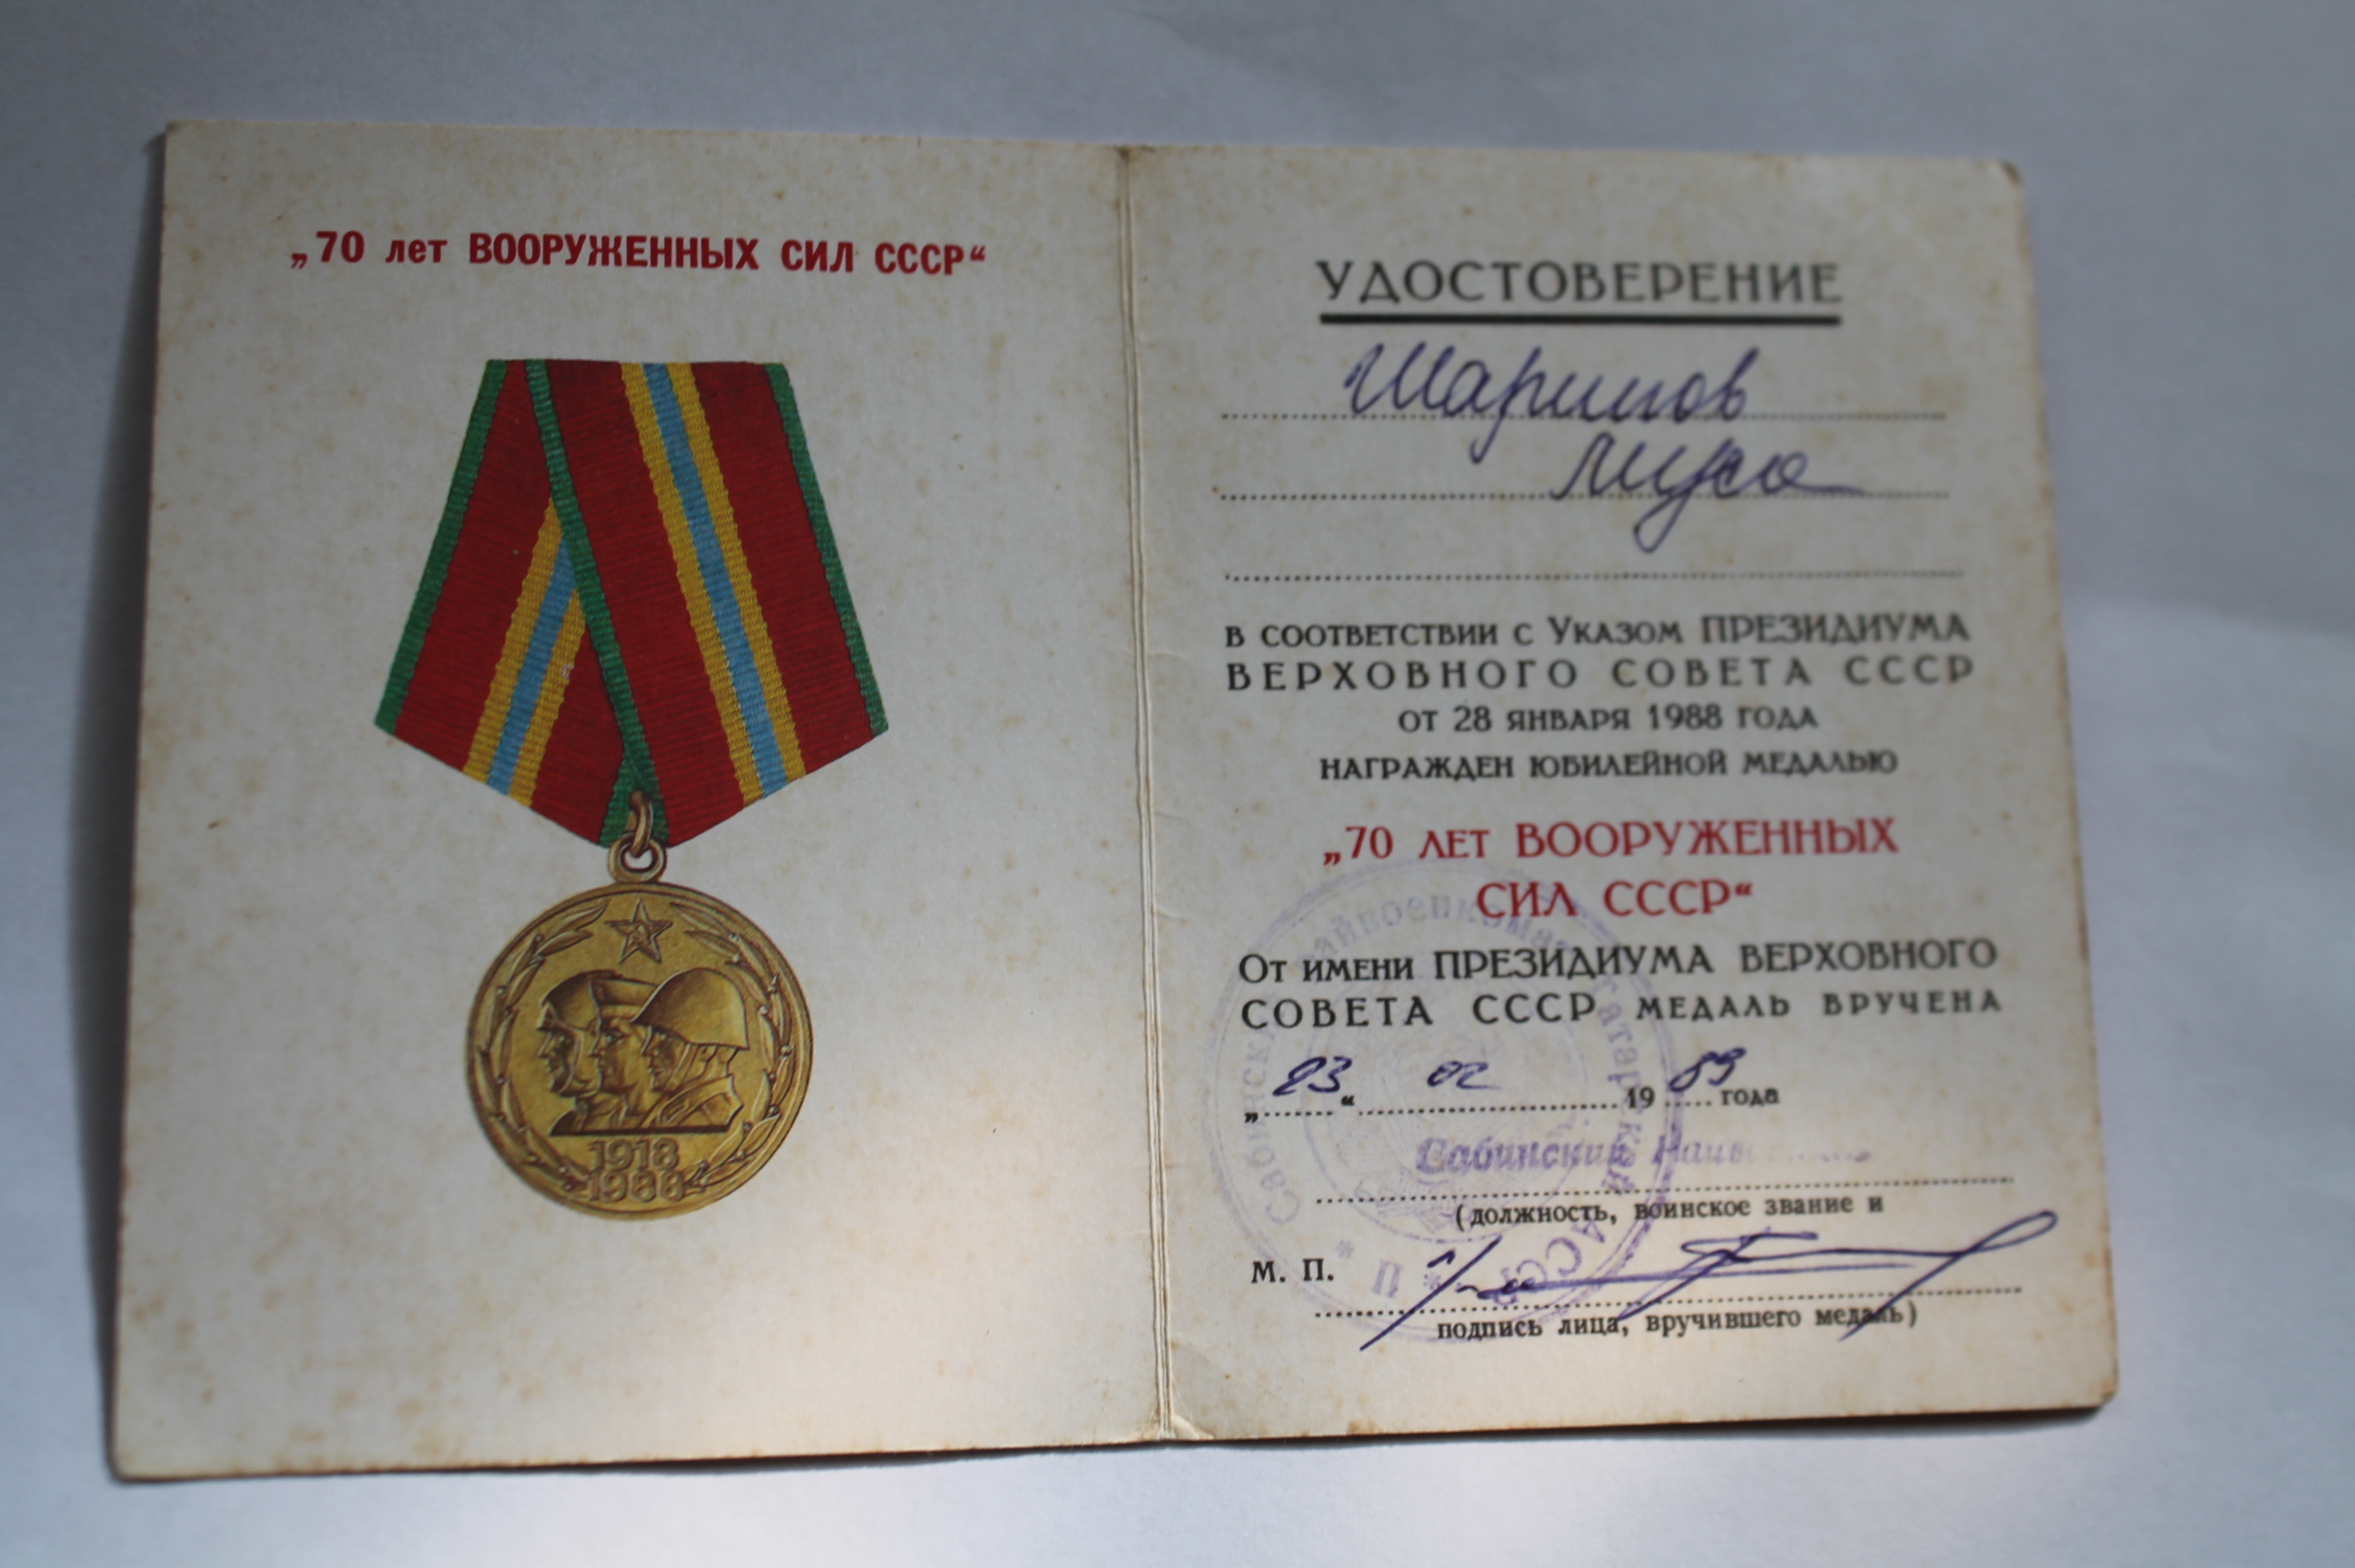 „70 лет ВООРУЖЕННЫХ СИЛ СССР“
1918
1988
УДОСТОВЕРЕНИЕ
Шарипов
Муса
В СООТВЕТСТВИИ С УКАЗОМ ПРЕЗИДИУМА
ВЕРХОВНОГО СОВЕТА СССР
ОТ 28 ЯНВАРЯ 1988 ГОДА
НАГРАЖДЕН ЮБИЛЕЙНОЙ МЕДАЛЬЮ
„70 ЛЕТ ВООРУЖЕННЫХ
СИЛ СССР“
ОТ ИМЕНИ ПРЕЗИДИУМА ВЕРХОВНОГО
СОВЕТА СССР МЕДАЛЬ ВРУЧЕНА
„23“ 02 1989 года
Сабинский
(должность, воинское звание и
М. П.
подпись лица, вручившего медаль)